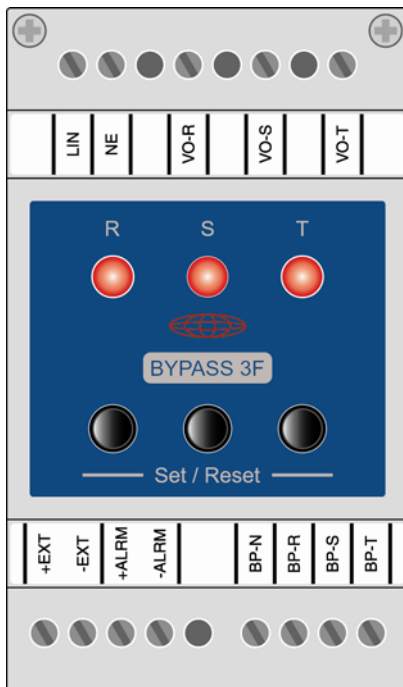 LIN NE VO-R VO-S VO-T
R S T
BYPASS 3F
Set / Reset
+EXT -EXT +ALRM -ALRM BP-N BP-R BP-S BP-T